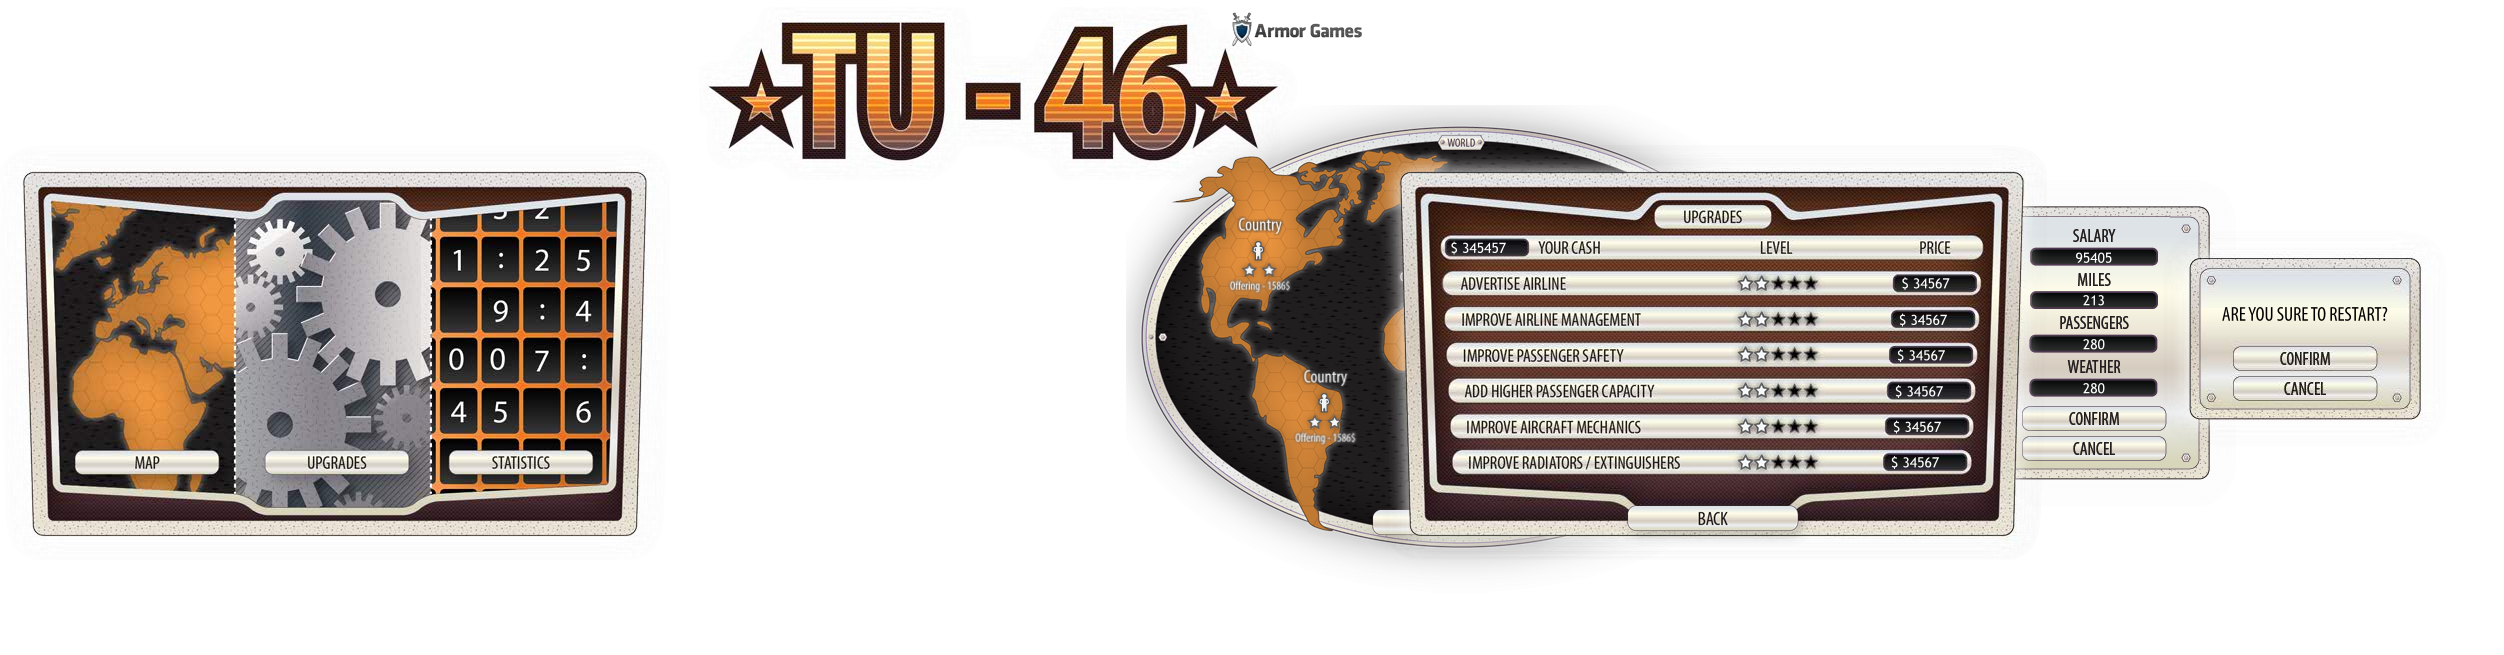 TU-46
Armor Games
3 2
1 : 2 5
9 : 4
0 0 7 :
4 5 6
MAP
UPGRADES
STATISTICS
WORLD
Country
Offering - 1586$
Country
Offering - 1586$
UPGRADES
$ 345457 YOUR CASH LEVEL PRICE
ADVERTISE AIRLINE $ 34567
IMPROVE AIRLINE MANAGEMENT $ 34567
IMPROVE PASSENGER SAFETY $ 34567
ADD HIGHER PASSENGER CAPACITY $ 34567
IMPROVE AIRCRAFT MECHANICS $ 34567
IMPROVE RADIATORS / EXTINGUISHERS $ 34567
BACK
SALARY
95405
MILES
213
PASSENGERS
280
WEATHER
280
CONFIRM
CANCEL
ARE YOU SURE TO RESTART?
CONFIRM
CANCEL